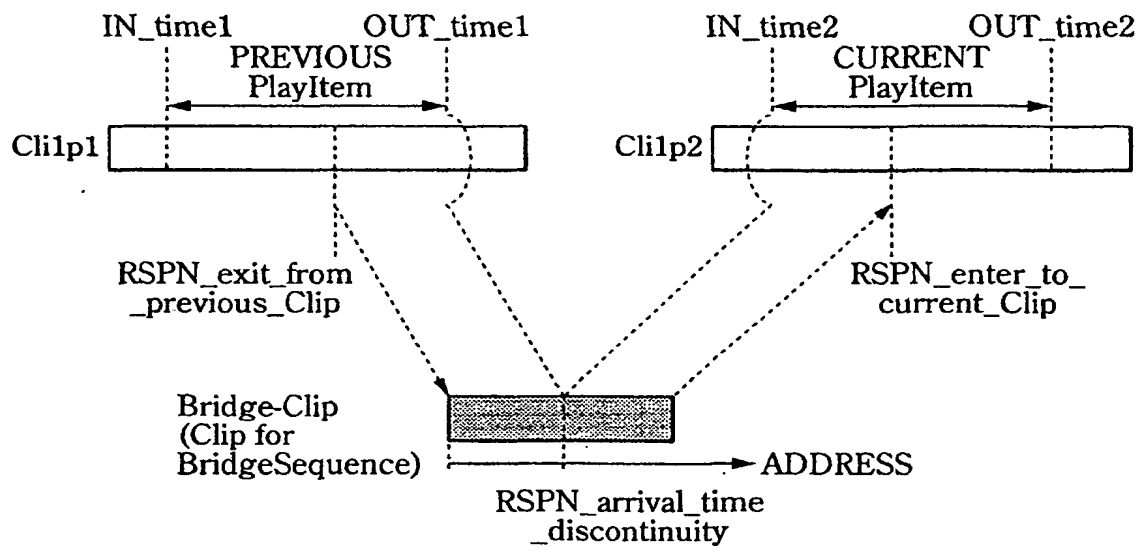 IN_time1
OUT_time1
IN_time2
OUT_time2
PREVIOUS
PlayItem
CURRENT
PlayItem
Cli1p1
Cli1p2
RSPN_exit_from
_previous_Clip
RSPN_enter_to_
current_Clip
Bridge-Clip
(Clip for
BridgeSequence)
ADDRESS
RSPN_arrival_time
_discontinuity